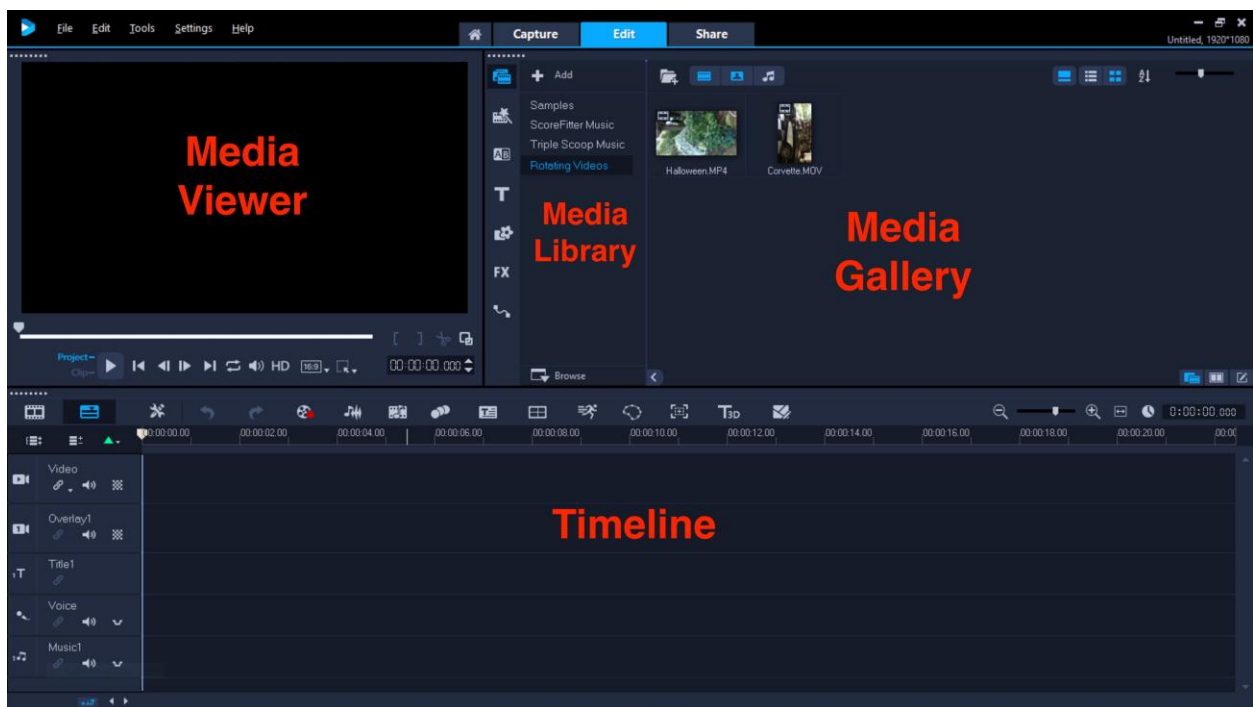 File Edit Tools Settings Help
Capture Edit Share
Untitled, 1920*1080
Media
Viewer
Project
Clip
HD 16:9 00:00:00.000
Add
Samples
ScoreFitter Music
Triple Scoop Music
Rotating Videos
Media
Library
Browse
AB
T
FX
Halloween.MP4 Corvette.MOV
Media
Gallery
T3D 0:00:00.000
00:00:00.00 00:00:02.00 00:00:04.00 00:00:06.00 00:00:08.00 00:00:10.00 00:00:12.00 00:00:14.00 00:00:16.00 00:00:18.00 00:00:20.00
Video
Overlay1
Title1
Voice
Music1
Timeline